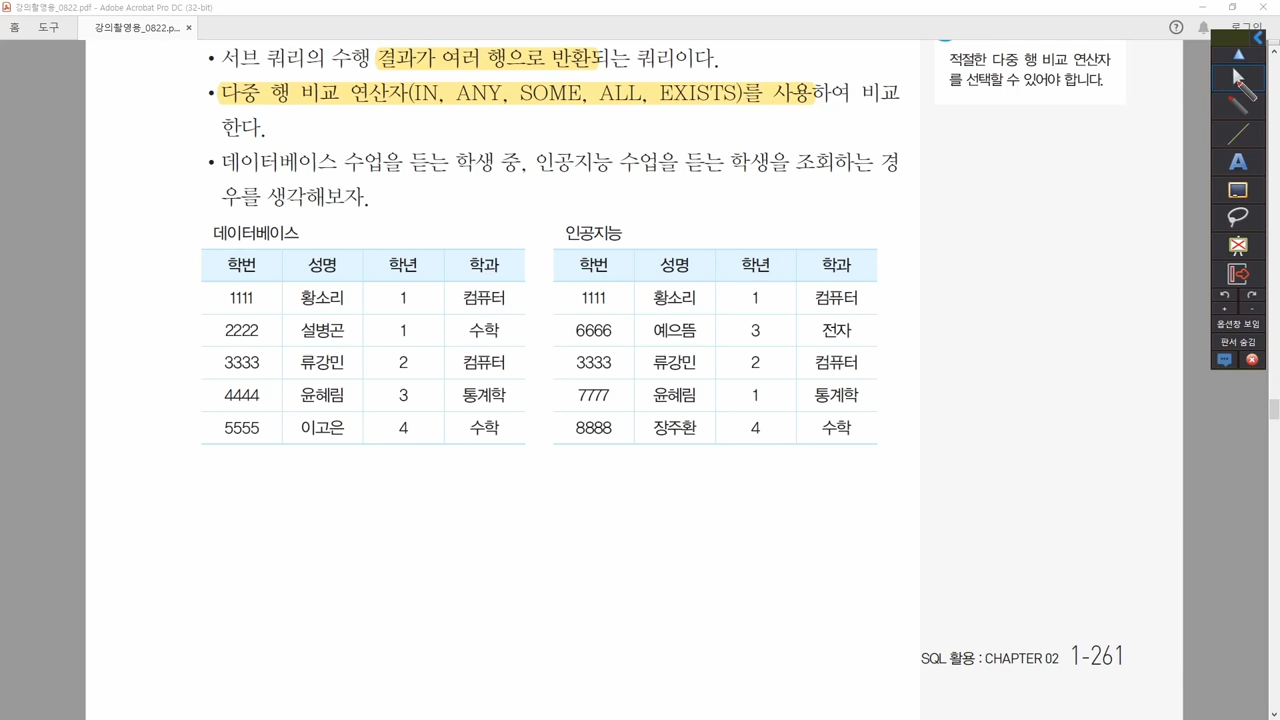 강의촬영용_0822.pdf - Adobe Acrobat Pro DC (32-bit)
홈 도구 강의촬영용_0822.p... × 로그인
• 서브 쿼리의 수행 결과가 여러 행으로 반환되는 쿼리이다.
• 다중 행 비교 연산자(IN, ANY, SOME, ALL, EXISTS)를 사용하여 비교
한다.
• 데이터베이스 수업을 듣는 학생 중, 인공지능 수업을 듣는 학생을 조회하는 경
우를 생각해보자.
데이터베이스
학번 성명 학년 학과
1111 황소리 1 컴퓨터
2222 설병곤 1 수학
3333 류강민 2 컴퓨터
4444 윤혜림 3 통계학
5555 이고은 4 수학
인공지능
학번 성명 학년 학과
1111 황소리 1 컴퓨터
6666 예으뜸 3 전자
3333 류강민 2 컴퓨터
7777 윤혜림 1 통계학
8888 장주환 4 수학
적절한 다중 행 비교 연산자
를 선택할 수 있어야 합니다.
SQL 활용 : CHAPTER 02 1-261
A
+ -
옵션창 보임
판서 숨김